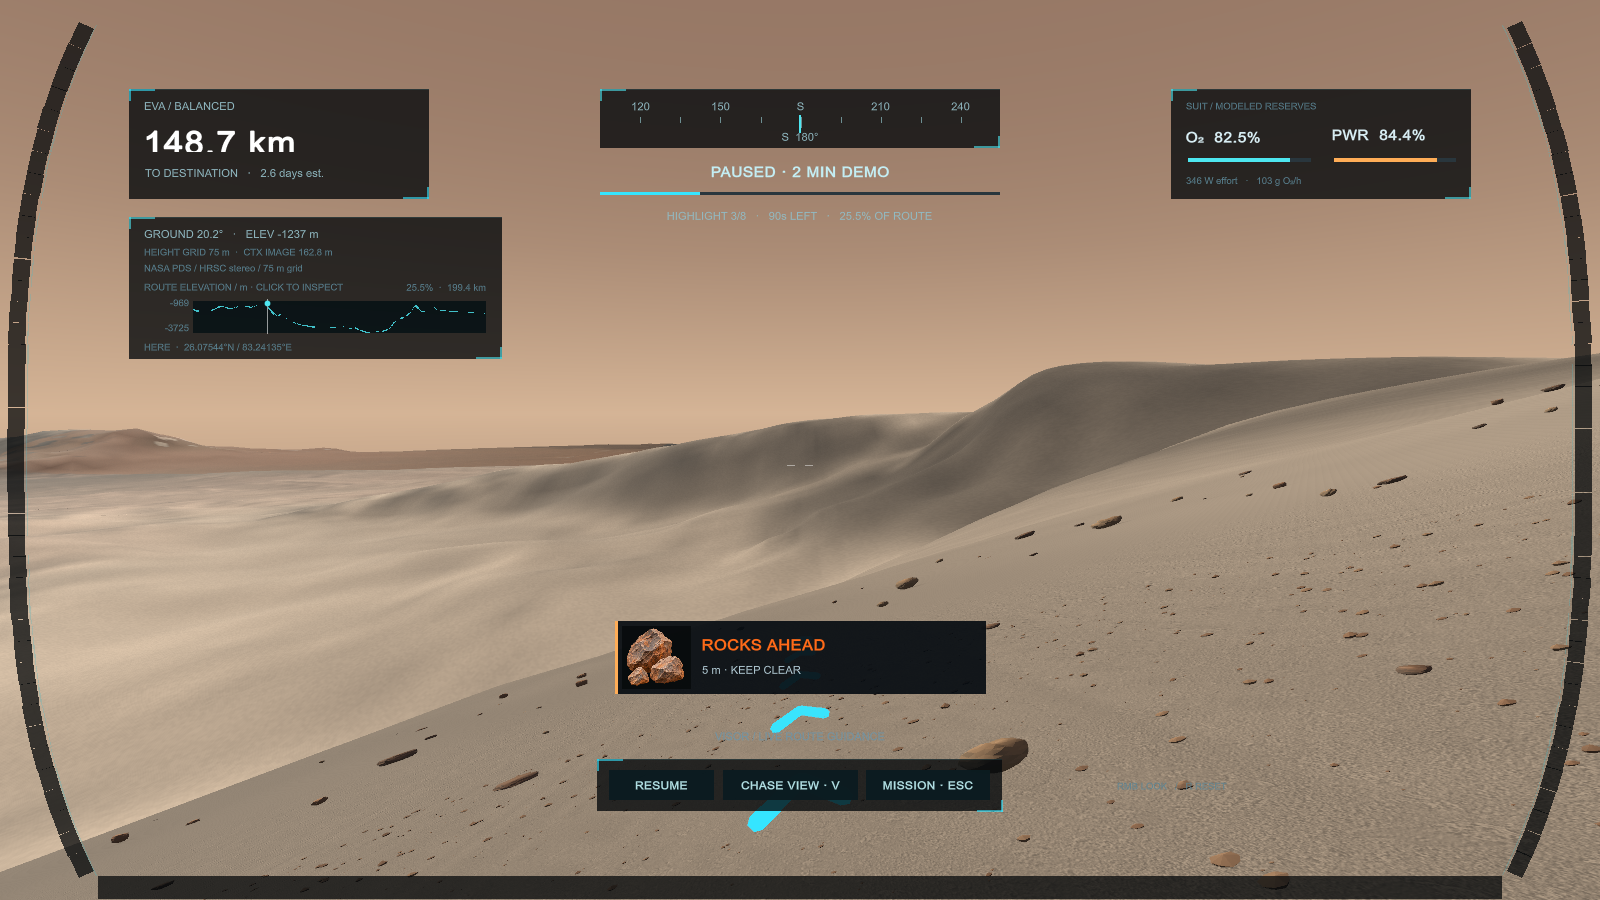 EVA / BALANCED
148.7 km
TO DESTINATION · 2.6 days est.
GROUND 20.2° · ELEV -1237 m
HEIGHT GRID 75 m · CTX IMAGE 162.8 m
NASA PDS / HRSC stereo / 75 m grid
ROUTE ELEVATION / m · CLICK TO INSPECT 25.5% · 199.4 km
-969
-3725
HERE · 26.07544°N / 83.24135°E
120 150 S 210 240
S 180°
PAUSED · 2 MIN DEMO
HIGHLIGHT 3/8 · 90s LEFT · 25.5% OF ROUTE
SUIT / MODELED RESERVES
O₂ 82.5% PWR 84.4%
346 W effort · 103 g O₂/h
ROCKS AHEAD
5 m · KEEP CLEAR
RESUME CHASE VIEW · V MISSION · ESC